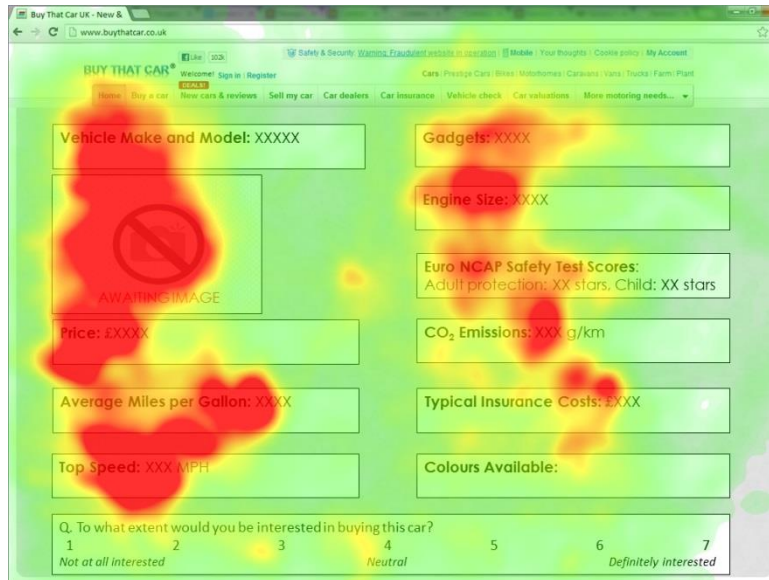 Buy That Car UK - New &
www.buythatcar.co.uk
Like 102k
Safety & Security: Warning: Fraudulent website in operation | Mobile | Your thoughts | Cookie policy | My Account
BUY THAT CAR®
Welcome! Sign in | Register
Cars | Prestige Cars | Bikes | Motorhomes | Caravans | Vans | Trucks | Farm | Plant
DEALS!
Home Buy a car New cars & reviews Sell my car Car dealers Car insurance Vehicle check Car valuations More motoring needs...
Vehicle Make and Model: XXXXX
AWAITING IMAGE
Price: £XXXX
Average Miles per Gallon: XXXX
Top Speed: XXX MPH
Gadgets: XXXX
Engine Size: XXXX
Euro NCAP Safety Test Scores:
Adult protection: XX stars, Child: XX stars
CO₂ Emissions: XXX g/km
Typical Insurance Costs: £XXX
Colours Available:
Q. To what extent would you be interested in buying this car?
1 2 3 4 5 6 7
Not at all interested Neutral Definitely interested